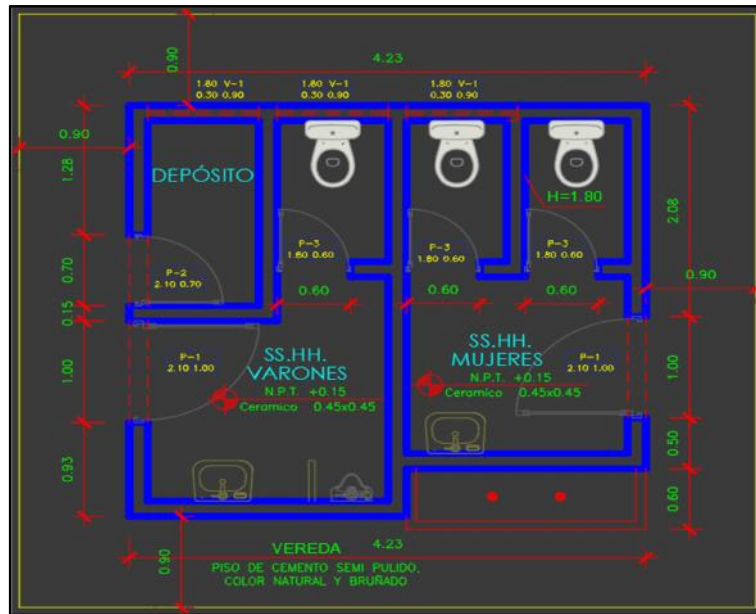 0.90
4.23
1.80 V-1
0.30 0.90
1.80 V-1
0.30 0.90
1.80 V-1
0.30 0.90
0.90
1.28
DEPÓSITO
H=1.80
2.08
P-3
1.80 0.60
P-3
1.80 0.60
P-3
1.80 0.60
0.70
P-2
2.10 0.70
0.90
0.60
0.60
0.60
0.15
P-1
2.10 1.00
SS.HH.
VARONES
N.P.T. +0.15
Ceramico 0.45x0.45
SS.HH.
MUJERES
N.P.T. +0.15
Ceramico 0.45x0.45
P-1
2.10 1.00
1.00
1.00
0.93
0.50
0.60
0.90
VEREDA
4.23
PISO DE CEMENTO SEMI PULIDO,
COLOR NATURAL Y BRUÑADO